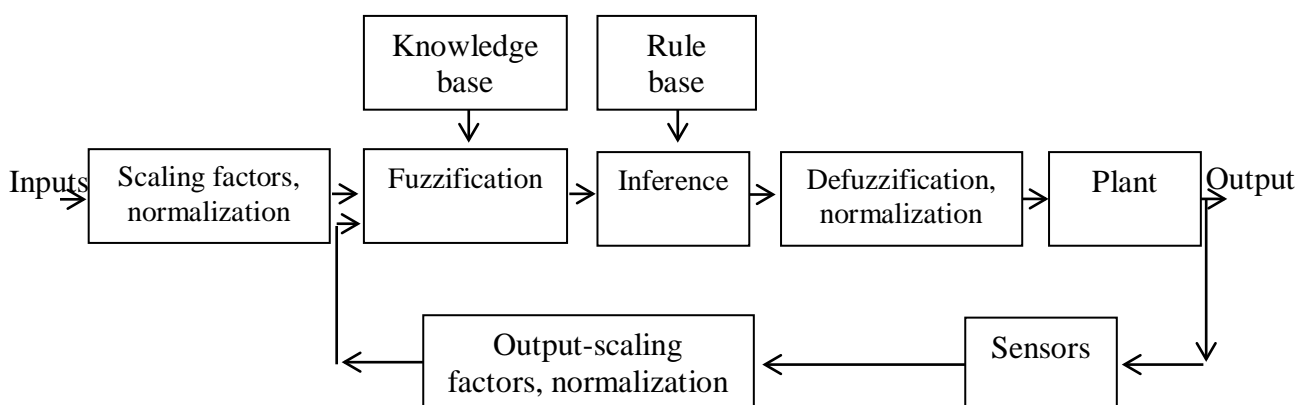 Knowledge
base
Rule
base
Inputs
Scaling factors,
normalization
Fuzzification
Inference
Defuzzification,
normalization
Plant
Output
Output-scaling
factors, normalization
Sensors